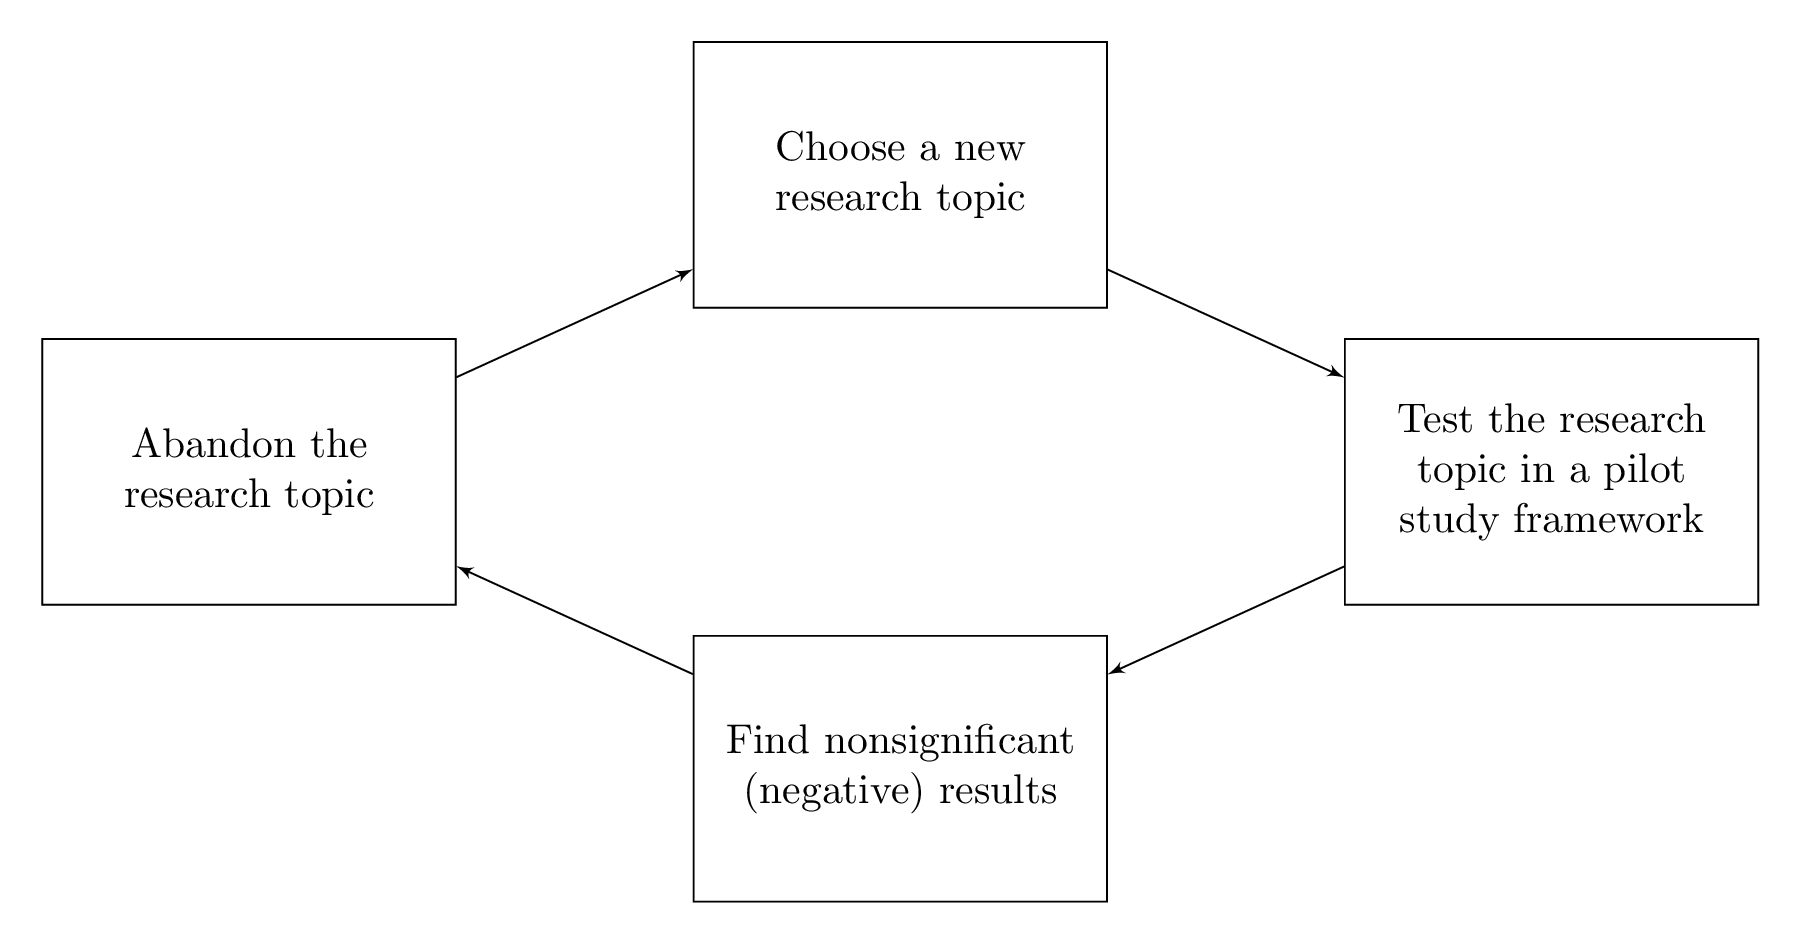 Choose a new
research topic
Abandon the
research topic
Test the research
topic in a pilot
study framework
Find nonsignificant
(negative) results